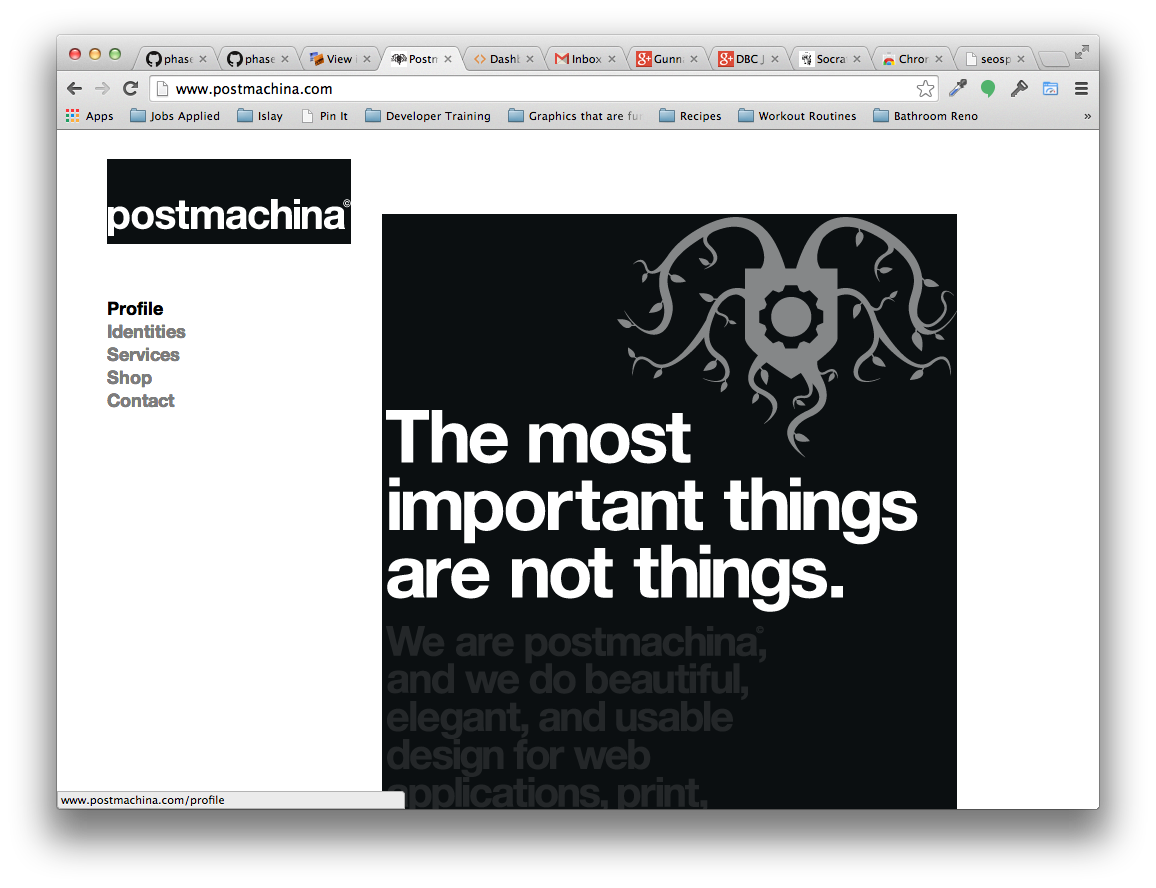 phase
phase
View
Postn
Dashl
Inbox
Gunn
DBC J
Socra
Chror
seosp
www.postmachina.com
Apps
Jobs Applied
Islay
Pin It
Developer Training
Graphics that are fun
Recipes
Workout Routines
Bathroom Reno
»
postmachina©
Profile
Identities
Services
Shop
Contact
The most
important things
are not things.
We are postmachina©,
and we do beautiful,
elegant, and usable
design for web
applications, print,
www.postmachina.com/profile